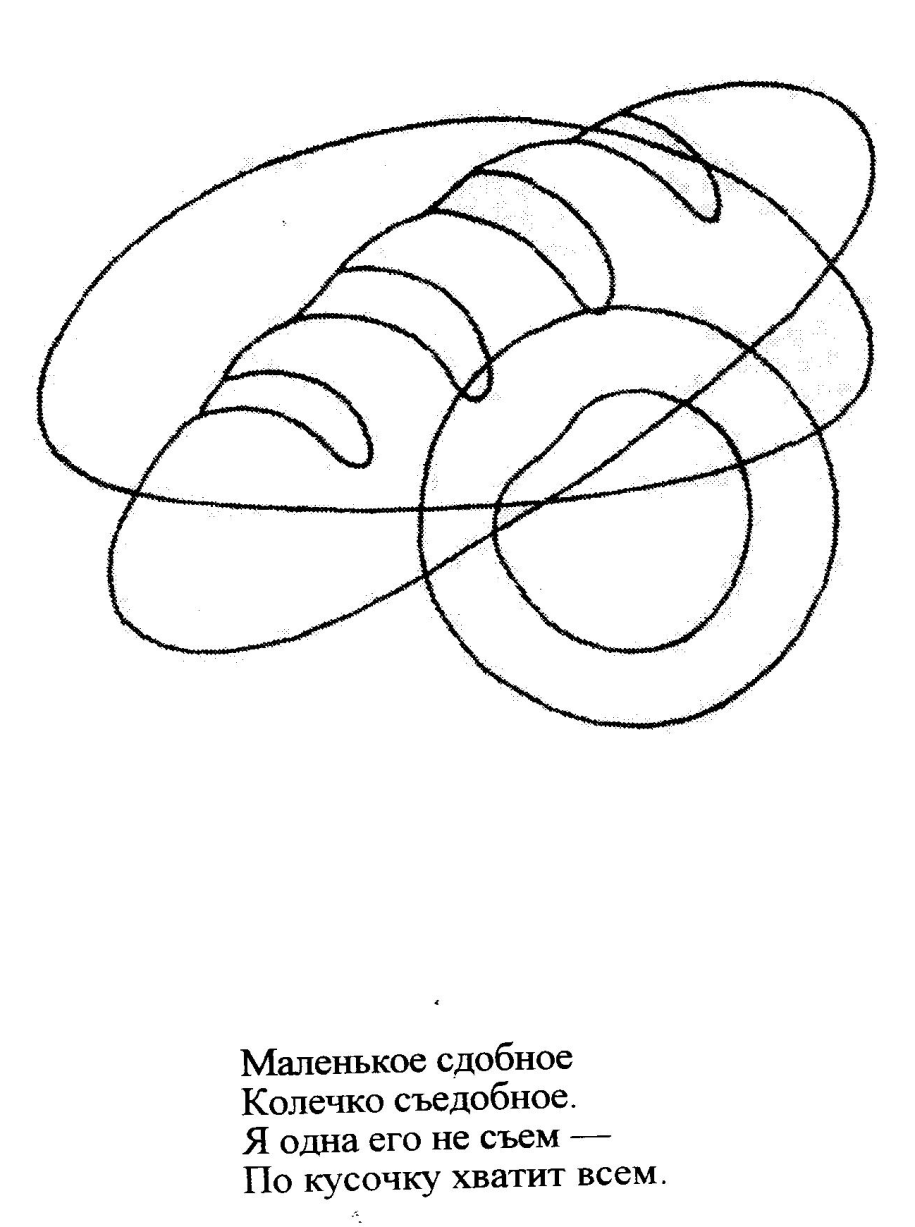 Маленькое сдобное
Колечко съедобное.
Я одна его не съем —
По кусочку хватит всем.